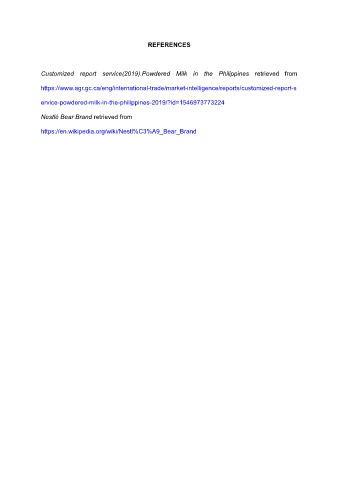 REFERENCES
Customized report service(2019).Powdered Milk in the Philippines retrieved from
https://www.agr.gc.ca/eng/international-trade/market-intelligence/reports/customized-report-s
ervice-powdered-milk-in-the-philippines-2019/?id=1546973773224
Nestlé Bear Brand retrieved from
https://en.wikipedia.org/wiki/Nestl%C3%A9_Bear_Brand